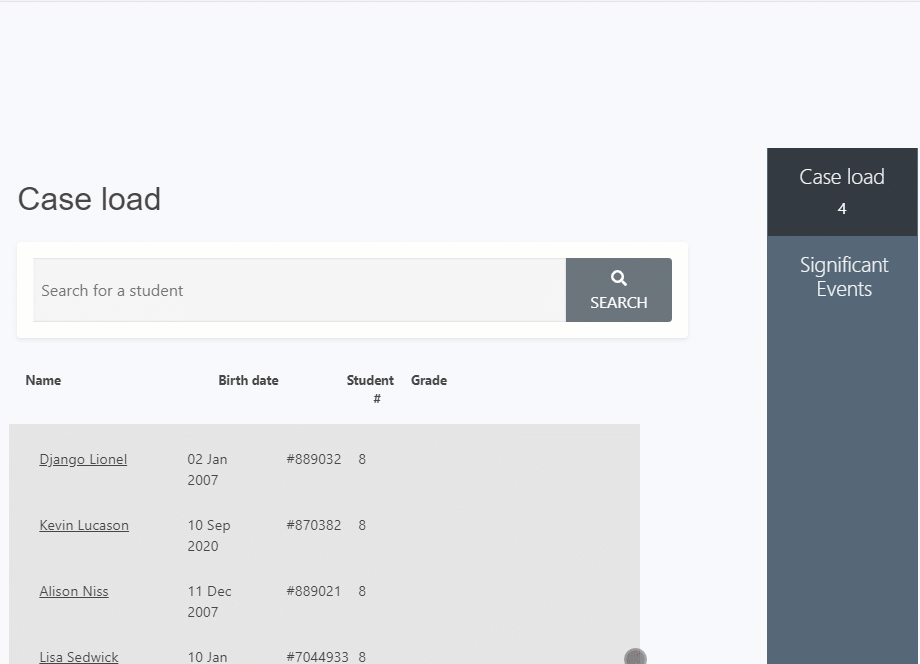 Case load
4
Significant
Events
Case load
Search for a student
SEARCH
Name Birth date Student # Grade
Django Lionel 02 Jan 2007 #889032 8
Kevin Lucason 10 Sep 2020 #870382 8
Alison Niss 11 Dec 2007 #889021 8
Lisa Sedwick 10 Jan #7044933 8